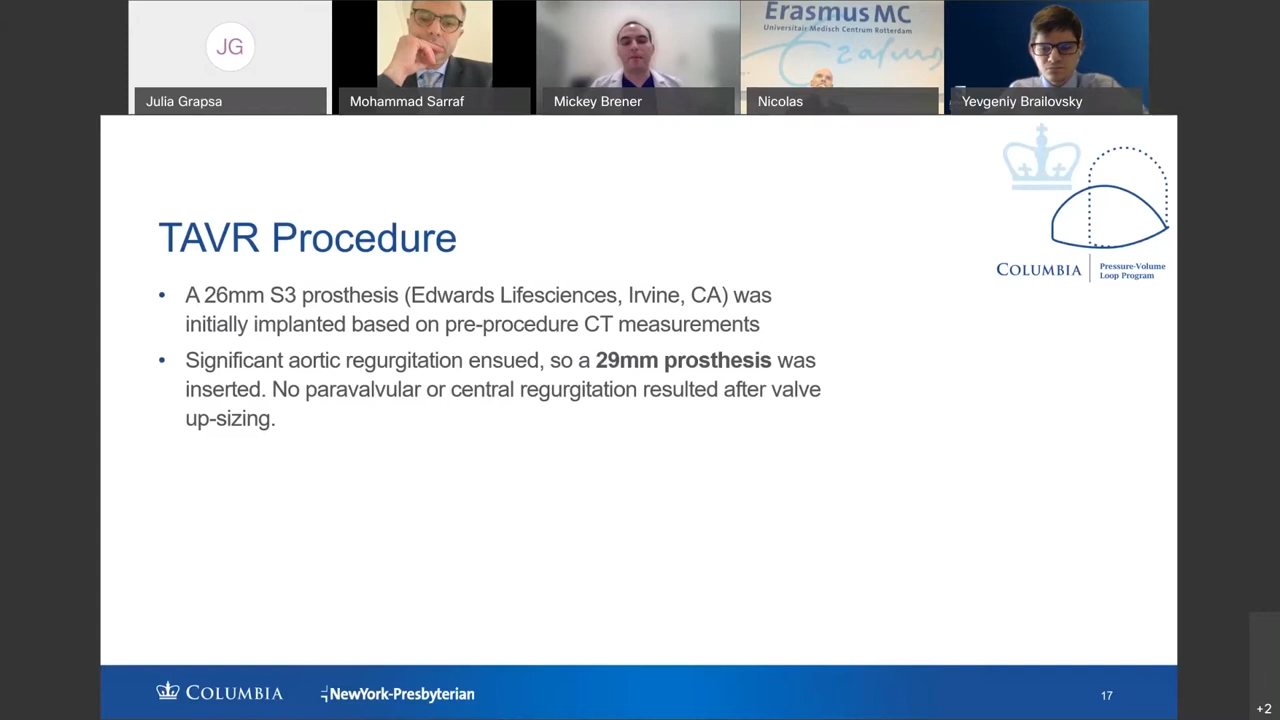 Erasmus MC
Universitair Medisch Centrum Rotterdam
JG
Julia Grapsa
Mohammad Sarraf
Mickey Brener
Nicolas
Yevgeniy Brailovsky
COLUMBIA
Pressure-Volume
Loop Program
TAVR Procedure
• A 26mm S3 prosthesis (Edwards Lifesciences, Irvine, CA) was
initially implanted based on pre-procedure CT measurements
• Significant aortic regurgitation ensued, so a 29mm prosthesis was
inserted. No paravalvular or central regurgitation resulted after valve
up-sizing.
COLUMBIA
NewYork-Presbyterian
17
+2